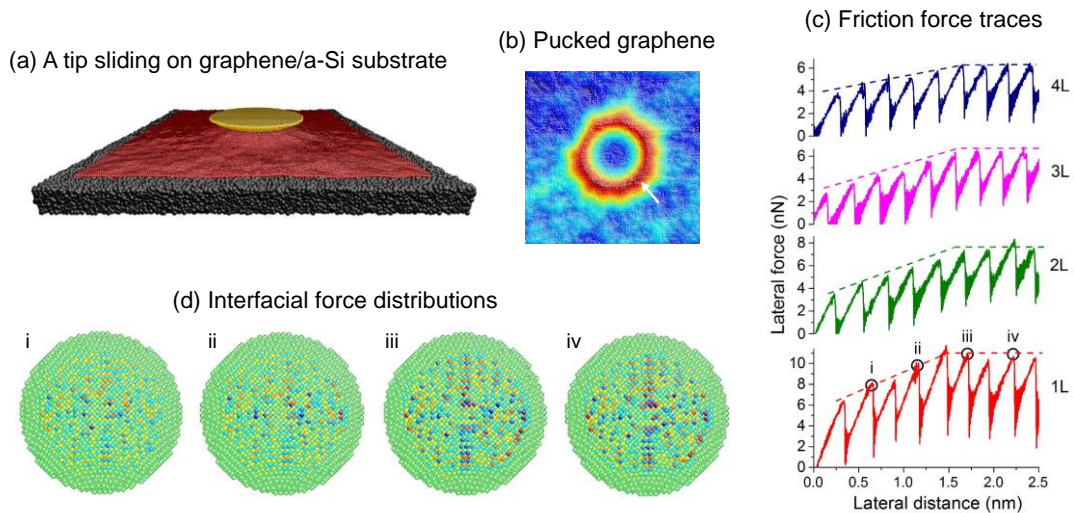 (a) A tip sliding on graphene/a-Si substrate
(b) Pucked graphene
(c) Friction force traces
6
4
2
0
4L
6
4
2
0
3L
8
6
4
2
0
2L
10
8
6
4
2
0
i
ii
iii
iv
1L
Lateral force (nN)
0.0 0.5 1.0 1.5 2.0 2.5
Lateral distance (nm)
(d) Interfacial force distributions
i ii iii iv